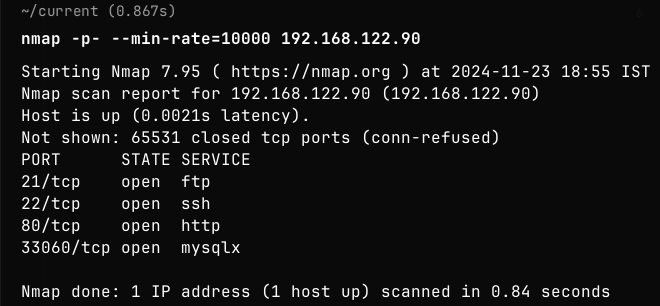 ~/current (0.867s)
nmap -p- --min-rate=10000 192.168.122.90
Starting Nmap 7.95 ( https://nmap.org ) at 2024-11-23 18:55 IST
Nmap scan report for 192.168.122.90 (192.168.122.90)
Host is up (0.0021s latency).
Not shown: 65531 closed tcp ports (conn-refused)
PORT      STATE SERVICE
21/tcp    open  ftp
22/tcp    open  ssh
80/tcp    open  http
33060/tcp open  mysqlx
Nmap done: 1 IP address (1 host up) scanned in 0.84 seconds